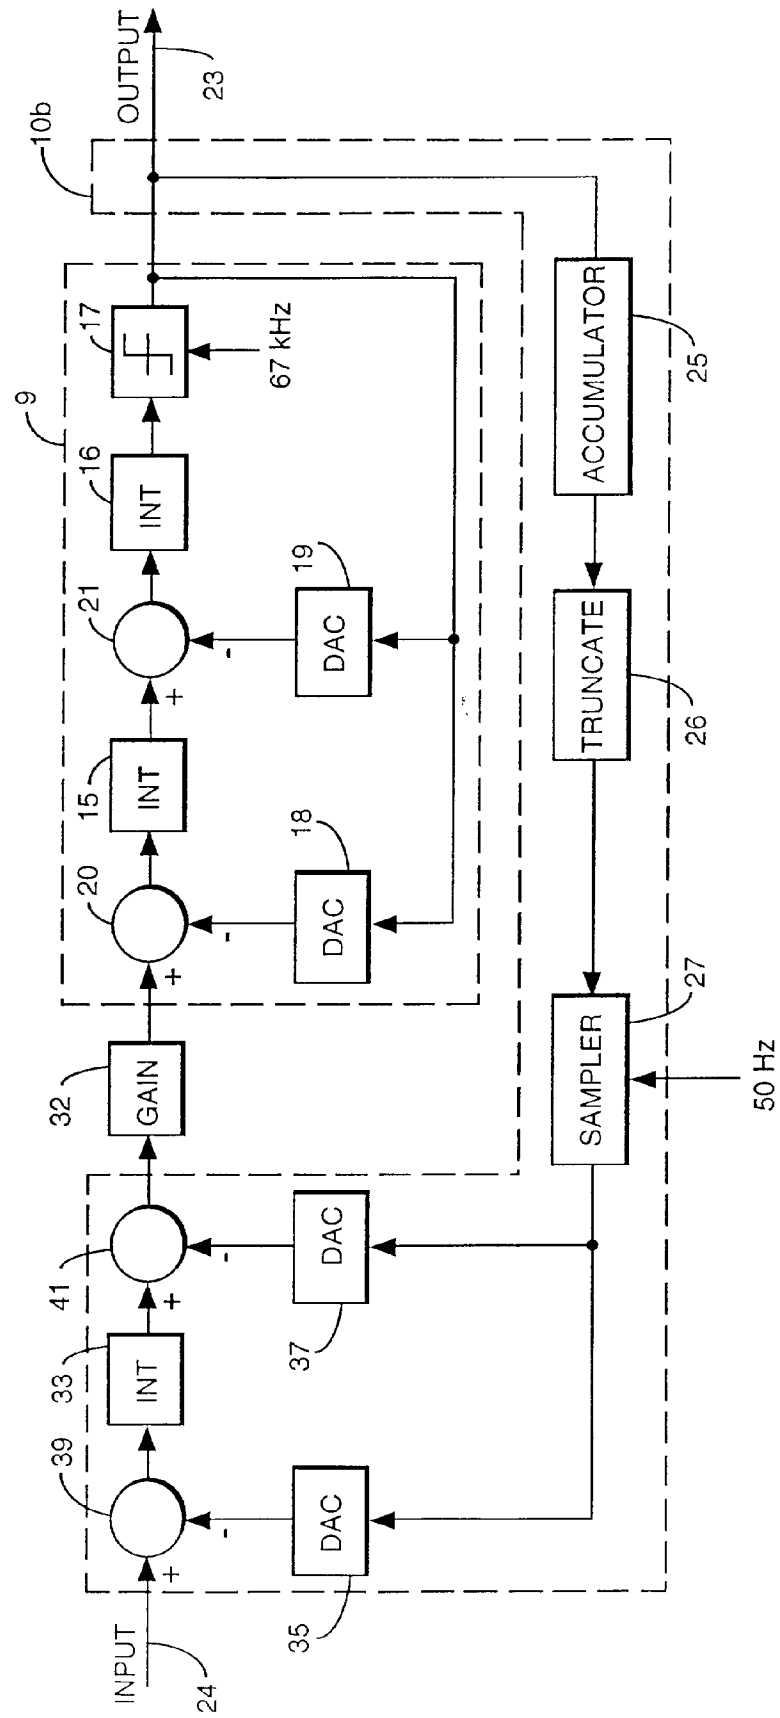 10b
OUTPUT
23
9
17
67 kHz
16
INT
21
+
-
19
DAC
15
INT
20
+
-
18
DAC
32
GAIN
41
+
-
37
DAC
33
INT
39
+
-
35
DAC
INPUT
24
ACCUMULATOR
25
TRUNCATE
26
SAMPLER
27
50 Hz